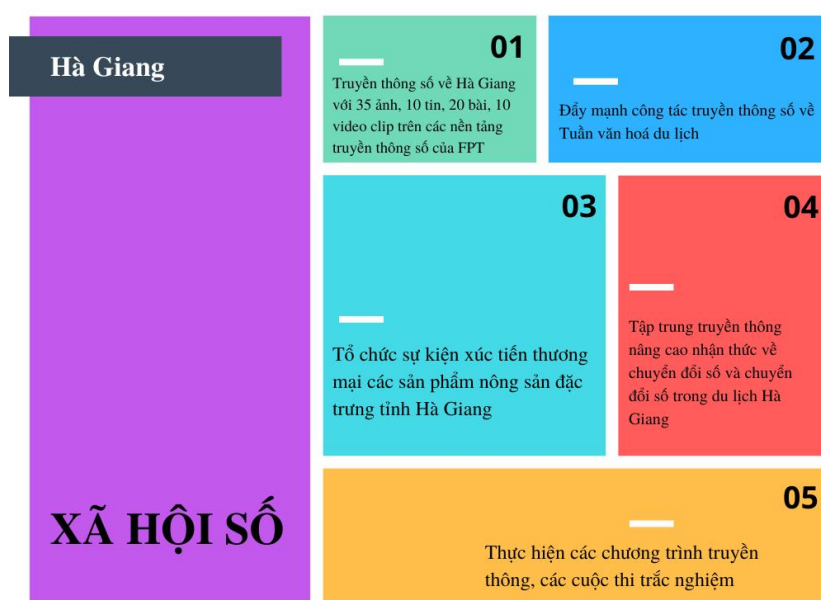 Hà Giang
XÃ HỘI SỐ
01
Truyền thông số về Hà Giang
với 35 ảnh, 10 tin, 20 bài, 10
video clip trên các nền tảng
truyền thông số của FPT
02
Đẩy mạnh công tác truyền thông số về
Tuần văn hoá du lịch
03
Tổ chức sự kiện xúc tiến thương
mại các sản phẩm nông sản đặc
trưng tỉnh Hà Giang
04
Tập trung truyền thông
nâng cao nhận thức về
chuyển đổi số và chuyển
đổi số trong du lịch Hà
Giang
05
Thực hiện các chương trình truyền
thông, các cuộc thi trắc nghiệm